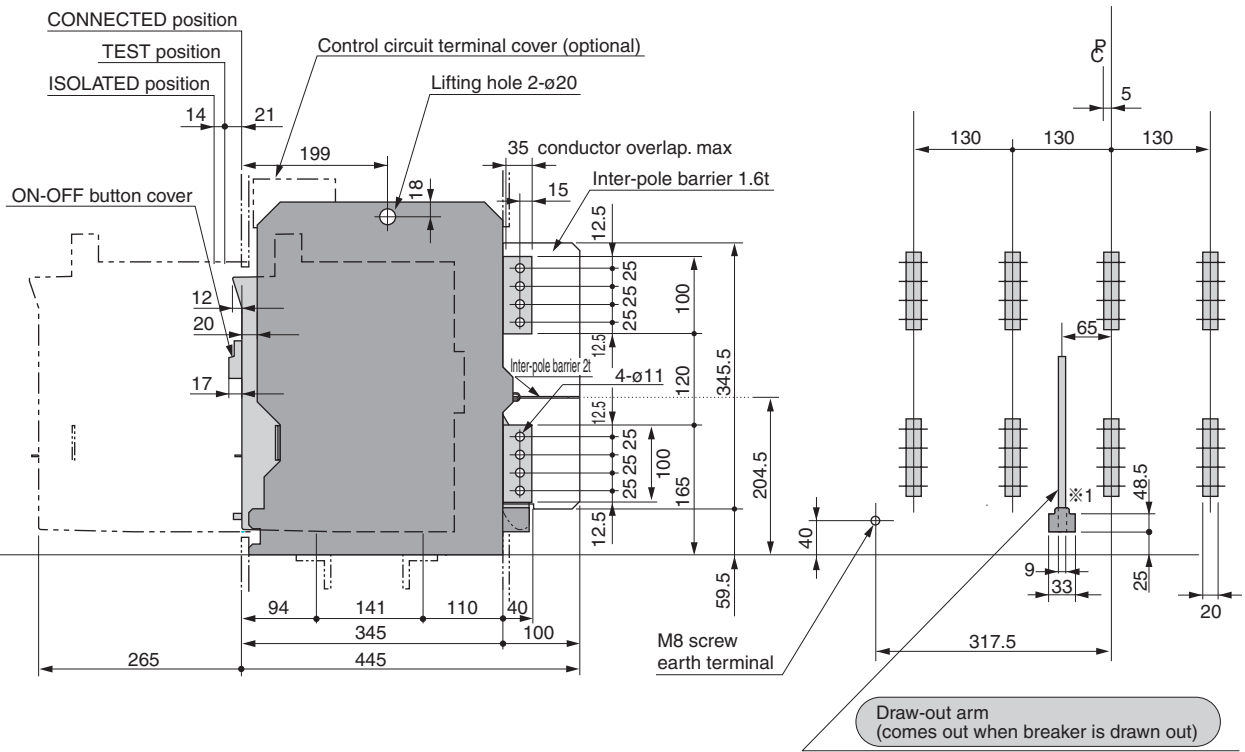 CONNECTED position
TEST position
ISOLATED position
14
21
Control circuit terminal cover (optional)
Lifting hole 2-ø20
199
18
35 conductor overlap. max
15
Inter-pole barrier 1.6t
ON-OFF button cover
12
20
17
12.5
25 25
25 25
100
12.5
120
345.5
Inter-pole barrier 2t
4-ø11
12.5
25 25
25 25
100
165
12.5
204.5
59.5
94
141
110
40
345
100
265
445
P
C
5
130
130
130
65
※1
48.5
40
9
33
25
20
M8 screw
earth terminal
317.5
Draw-out arm
(comes out when breaker is drawn out)